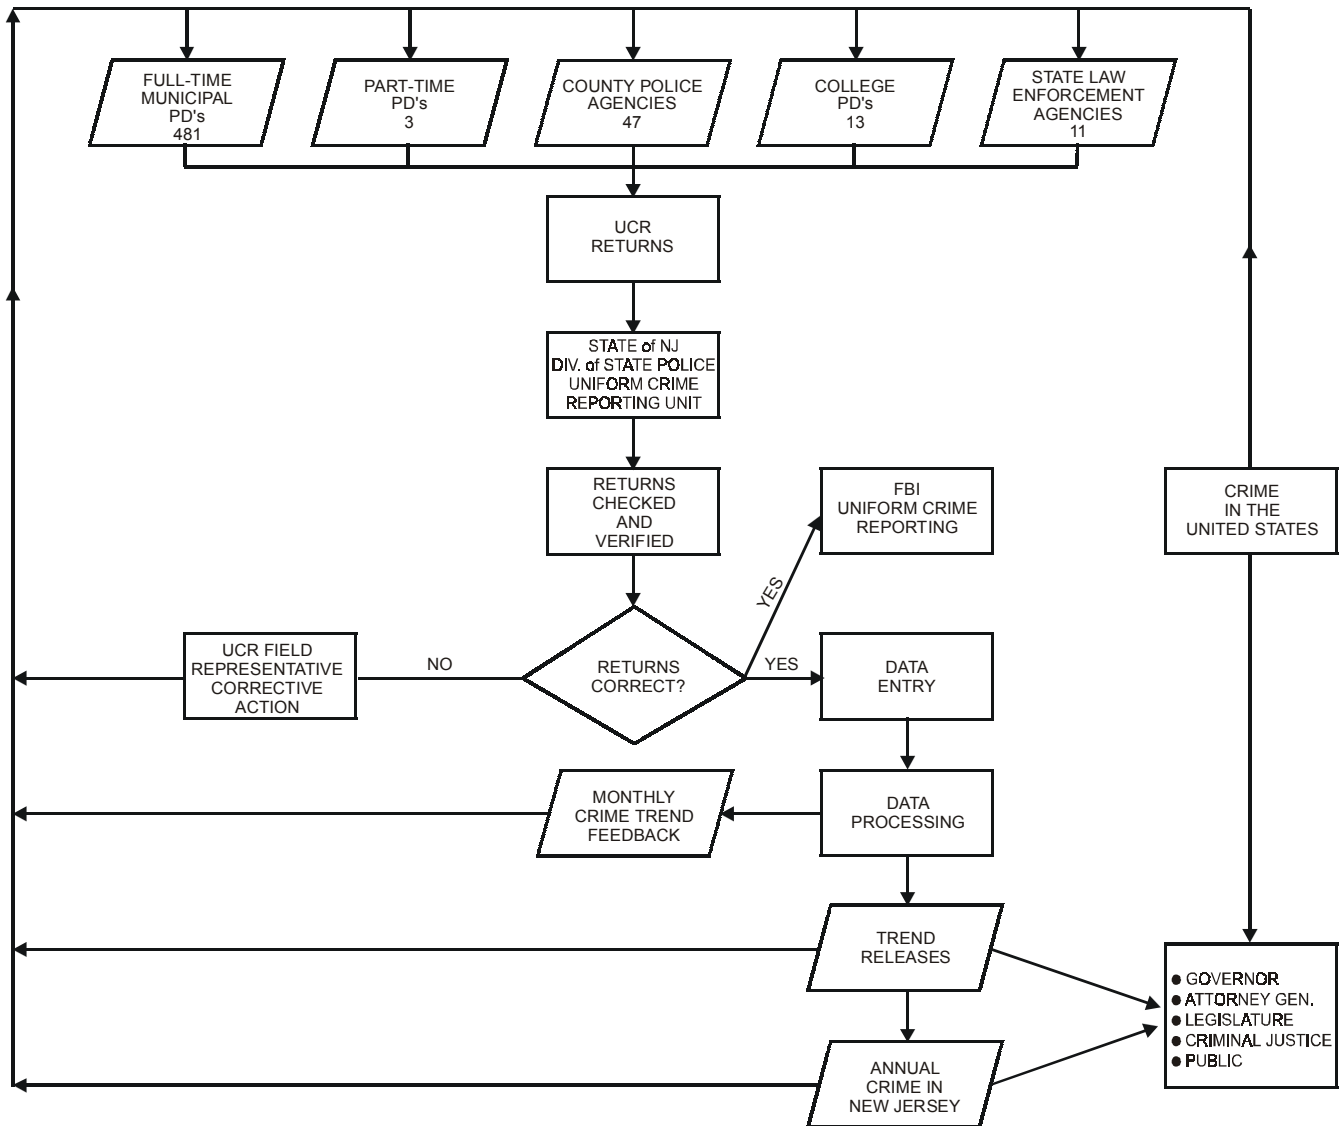 FULL-TIME
MUNICIPAL
PD's
481
PART-TIME
PD's
3
COUNTY POLICE
AGENCIES
47
COLLEGE
PD's
13
STATE LAW
ENFORCEMENT
AGENCIES
11
UCR
RETURNS
STATE of NJ
DIV. of STATE POLICE
UNIFORM CRIME
REPORTING UNIT
RETURNS
CHECKED
AND
VERIFIED
FBI
UNIFORM CRIME
REPORTING
CRIME
IN THE
UNITED STATES
YES
UCR FIELD
REPRESENTATIVE
CORRECTIVE
ACTION
NO
RETURNS
CORRECT?
YES
DATA
ENTRY
MONTHLY
CRIME TREND
FEEDBACK
DATA
PROCESSING
TREND
RELEASES
● GOVERNOR
● ATTORNEY GEN.
● LEGISLATURE
● CRIMINAL JUSTICE
● PUBLIC
ANNUAL
CRIME IN
NEW JERSEY